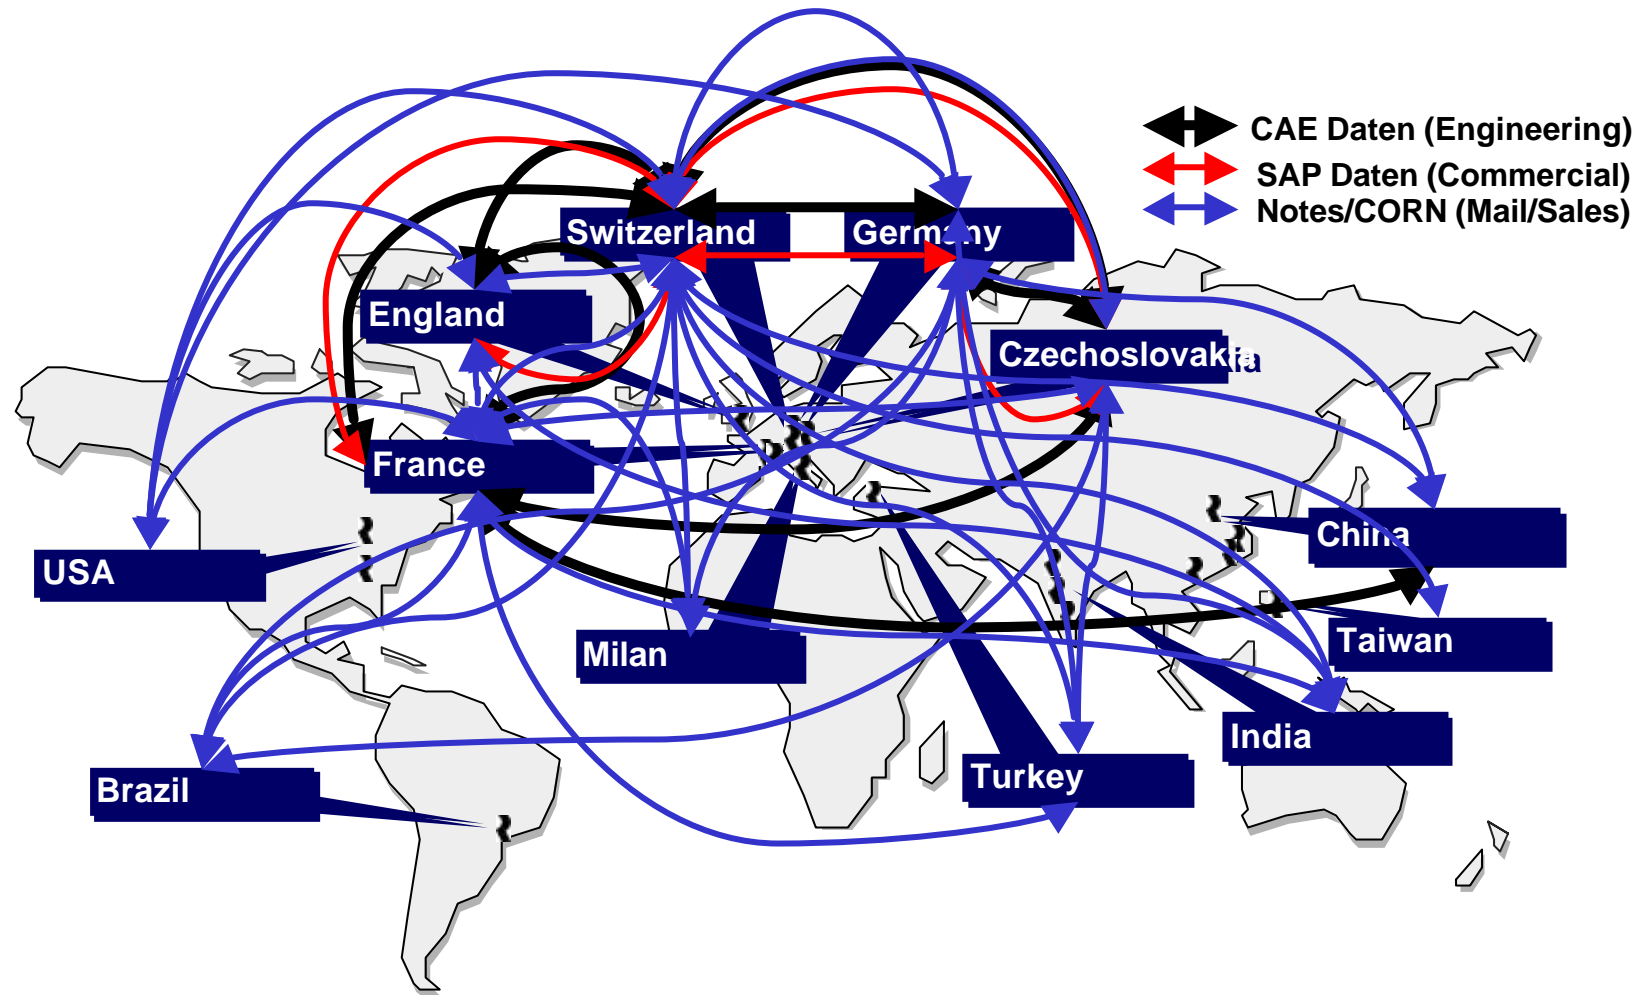 CAE Daten (Engineering)
SAP Daten (Commercial)
Notes/CORN (Mail/Sales)
Switzerland
Germany
England
Czechoslovakia
France
China
USA
Taiwan
Milan
India
Turkey
Brazil